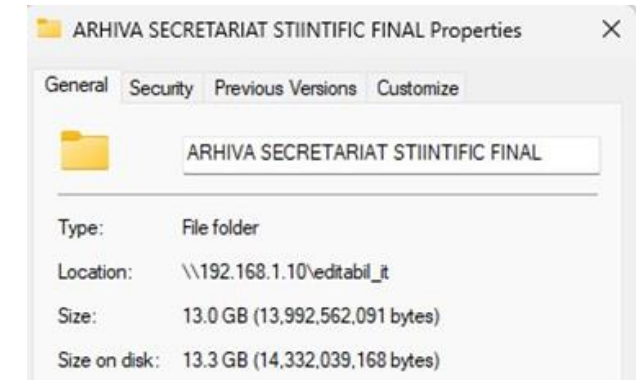 ARHIVA SECRETARIAT STIINTIFIC FINAL Properties
General Security Previous Versions Customize
ARHIVA SECRETARIAT STIINTIFIC FINAL
Type: File folder
Location: \\192.168.1.10\editabil_it
Size: 13.0 GB (13,992,562,091 bytes)
Size on disk: 13.3 GB (14,332,039,168 bytes)